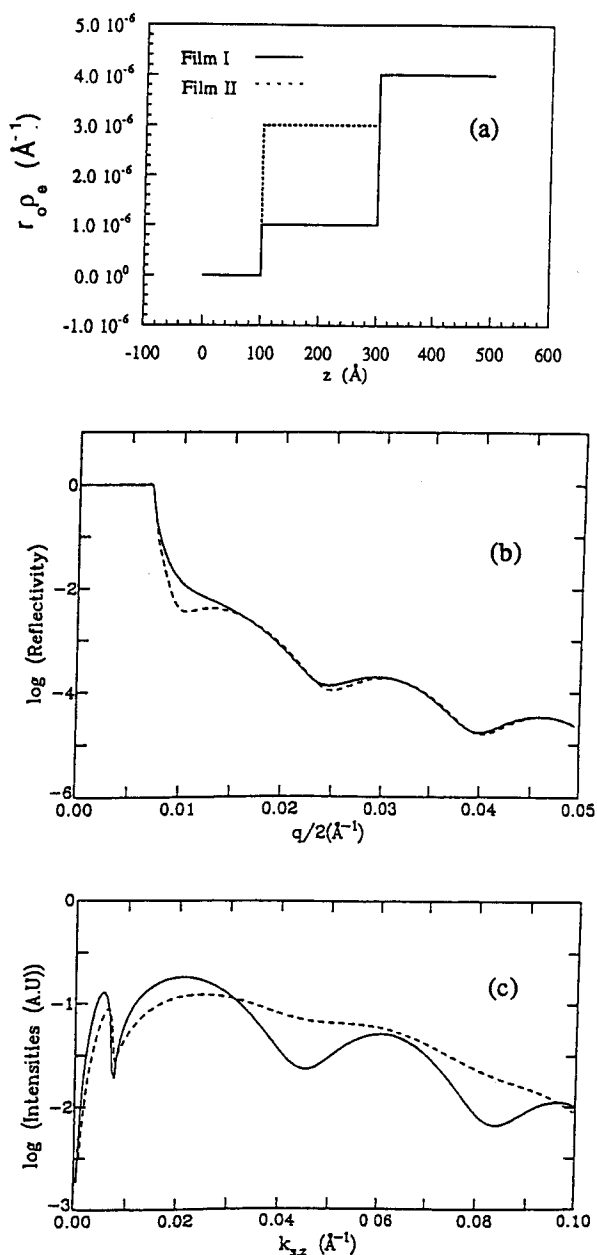 5.0 10⁻⁶
Film I
Film II
4.0 10⁻⁶
3.0 10⁻⁶
2.0 10⁻⁶
1.0 10⁻⁶
0.0 10⁰
-1.0 10⁻⁶
(a)
r₀ρₑ (Å⁻¹)
-100 0 100 200 300 400 500 600
z (Å)
0
−2
−4
−6
(b)
log (Reflectivity)
0.00 0.01 0.02 0.03 0.04 0.05
q/2(Å⁻¹)
0
−1
−2
−3
(c)
log (Intensities (A.U))
0.00 0.02 0.04 0.06 0.08 0.10
(Å⁻¹)